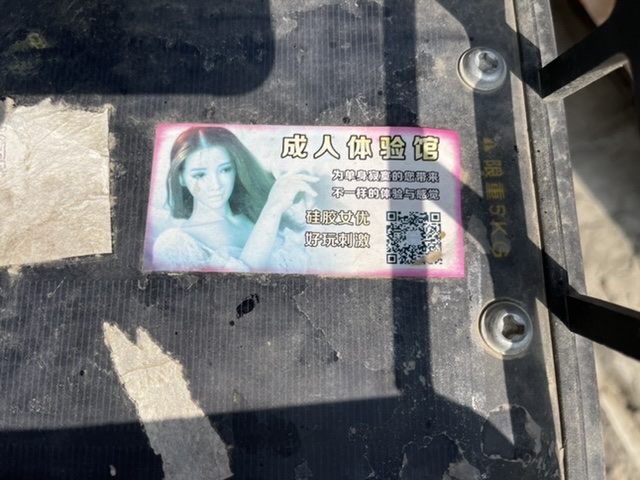 成人体验馆
为单身寂寞的您带来
不一样的体验与感觉
硅胶女优
好玩刺激
限重5KG